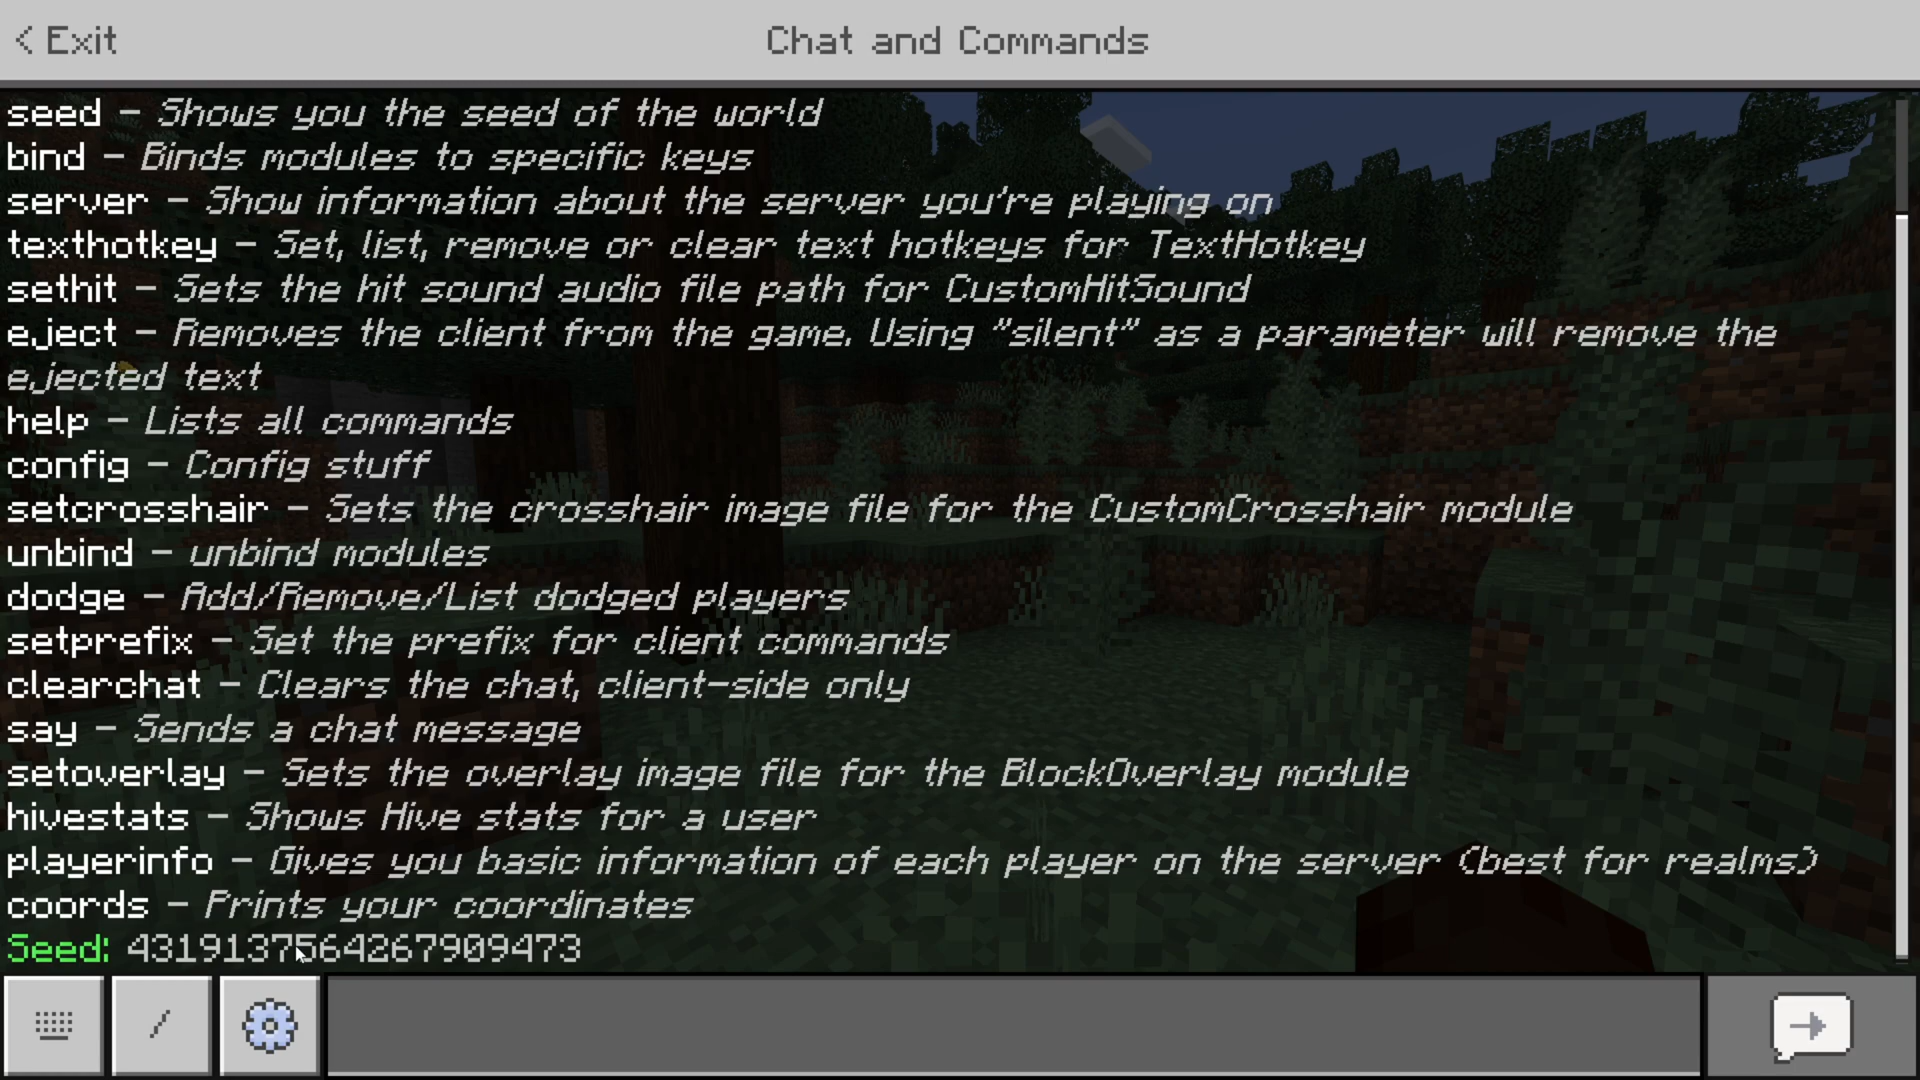 < Exit
Chat and Commands
seed - Shows you the seed of the world
bind - Binds modules to specific keys
server - Show information about the server you're playing on
texthotkey - Set, list, remove or clear text hotkeys for TextHotkey
sethit - Sets the hit sound audio file path for CustomHitSound
eject - Removes the client from the game. Using "silent" as a parameter will remove the
ejected text
help - Lists all commands
config - Config stuff
setcrosshair - Sets the crosshair image file for the CustomCrosshair module
unbind - unbind modules
dodge - Add/Remove/List dodged players
setprefix - Set the prefix for client commands
clearchat - Clears the chat, client-side only
say - Sends a chat message
setoverlay - Sets the overlay image file for the BlockOverlay module
hivestats - Shows Hive stats for a user
playerinfo - Gives you basic information of each player on the server (best for realms)
coords - Prints your coordinates
Seed: 4319137564267909473
/